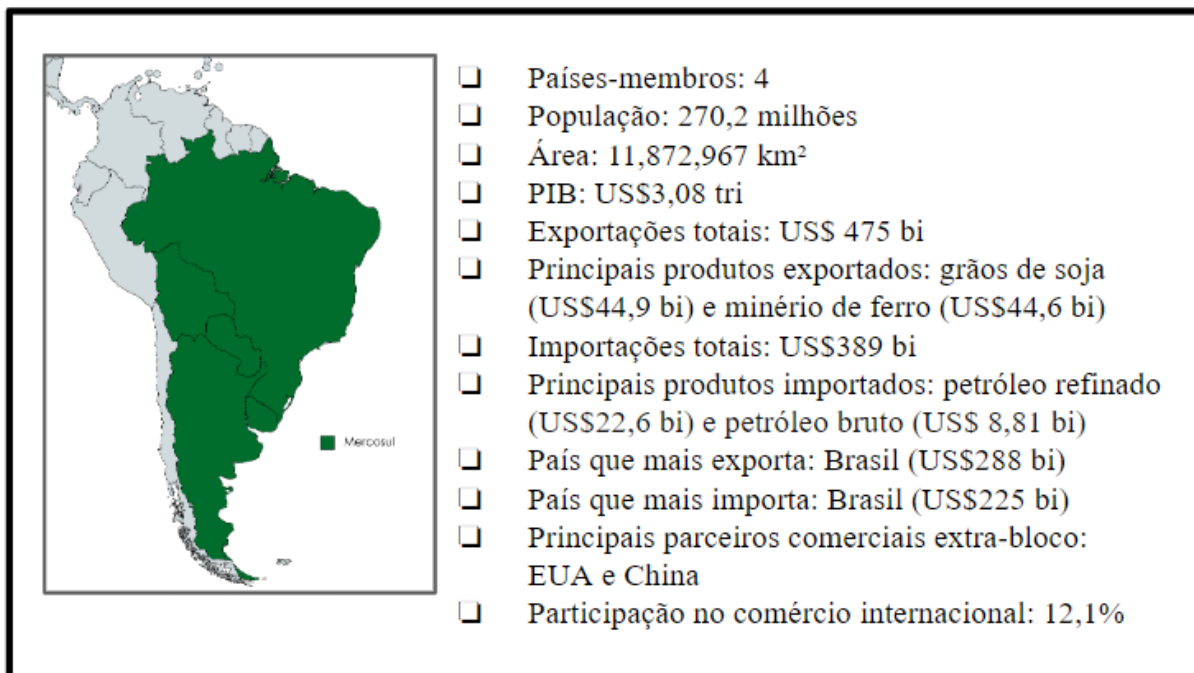 Países-membros: 4
População: 270,2 milhões
Área: 11,872,967 km²
PIB: US$3,08 tri
Exportações totais: US$ 475 bi
Principais produtos exportados: grãos de soja
(US$44,9 bi) e minério de ferro (US$44,6 bi)
Importações totais: US$389 bi
Principais produtos importados: petróleo refinado
(US$22,6 bi) e petróleo bruto (US$ 8,81 bi)
País que mais exporta: Brasil (US$288 bi)
País que mais importa: Brasil (US$225 bi)
Principais parceiros comerciais extra-bloco:
EUA e China
Participação no comércio internacional: 12,1%
Mercosul